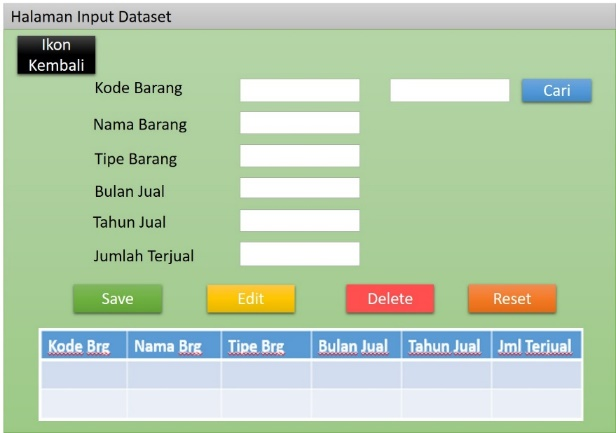 Halaman Input Dataset
Ikon
Kembali
Kode Barang
Cari
Nama Barang
Tipe Barang
Bulan Jual
Tahun Jual
Jumlah Terjual
Save Edit Delete Reset
Kode Brg Nama Brg Tipe Brg Bulan Jual Tahun Jual Jml Terjual